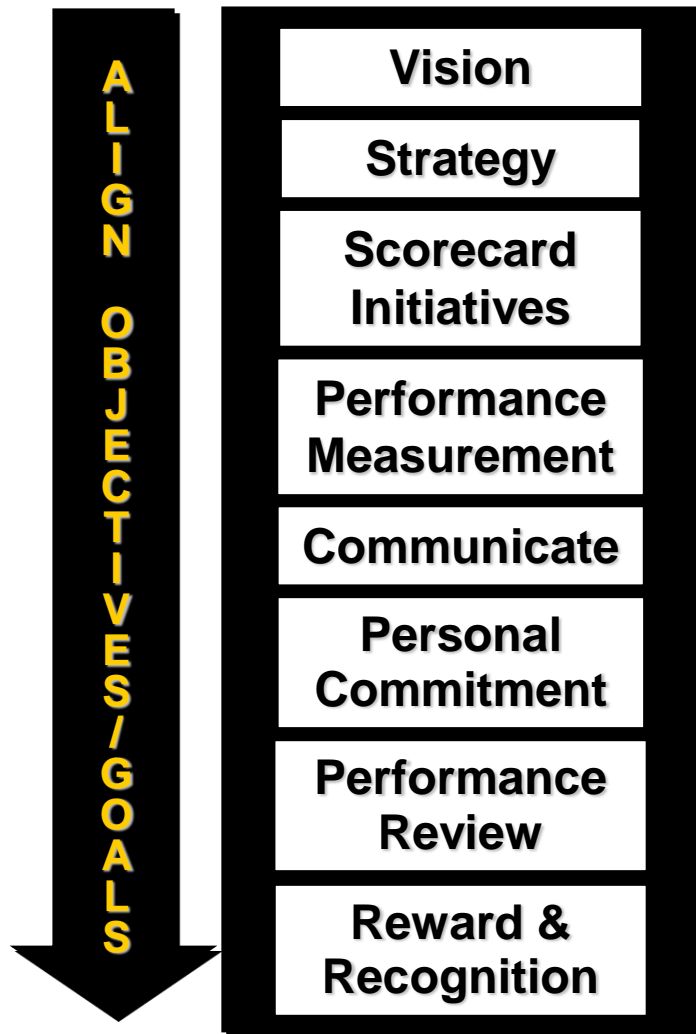 ALIGN OBJECTIVES/GOALS
Vision
Strategy
Scorecard
Initiatives
Performance
Measurement
Communicate
Personal
Commitment
Performance
Review
Reward &
Recognition